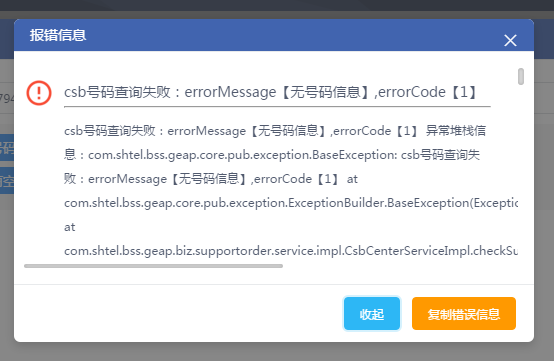 报错信息
794
csb号码查询失败：errorMessage【无号码信息】,errorCode【1】
csb号码查询失败：errorMessage【无号码信息】,errorCode【1】 异常堆栈信
息：com.shtel.bss.geap.core.pub.exception.BaseException: csb号码查询失
败：errorMessage【无号码信息】,errorCode【1】 at
com.shtel.bss.geap.core.pub.exception.ExceptionBuilder.BaseException(Exceptio
at
com.shtel.bss.geap.biz.supportorder.service.impl.CsbCenterServiceImpl.checkSu
收起
复制错误信息